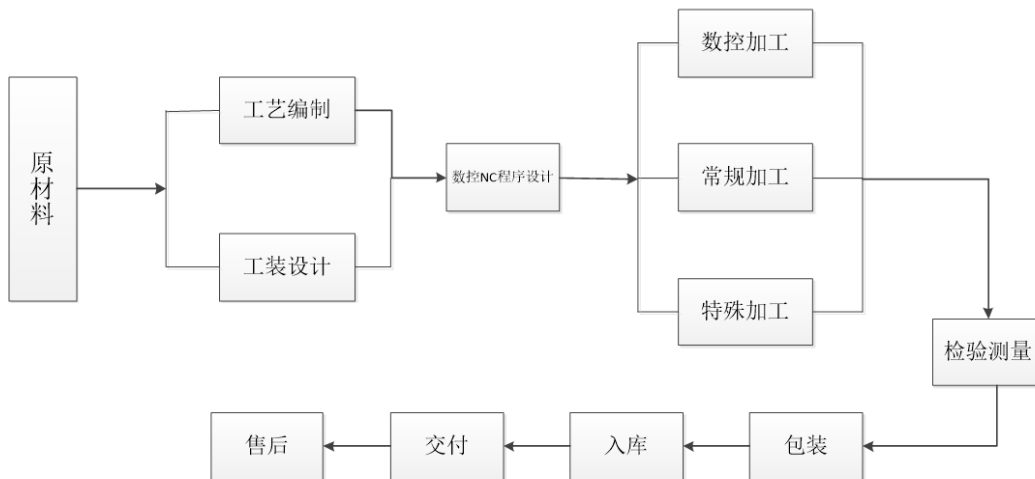 原材料
工艺编制
工装设计
数控NC程序设计
数控加工
常规加工
特殊加工
检验测量
包装
入库
交付
售后